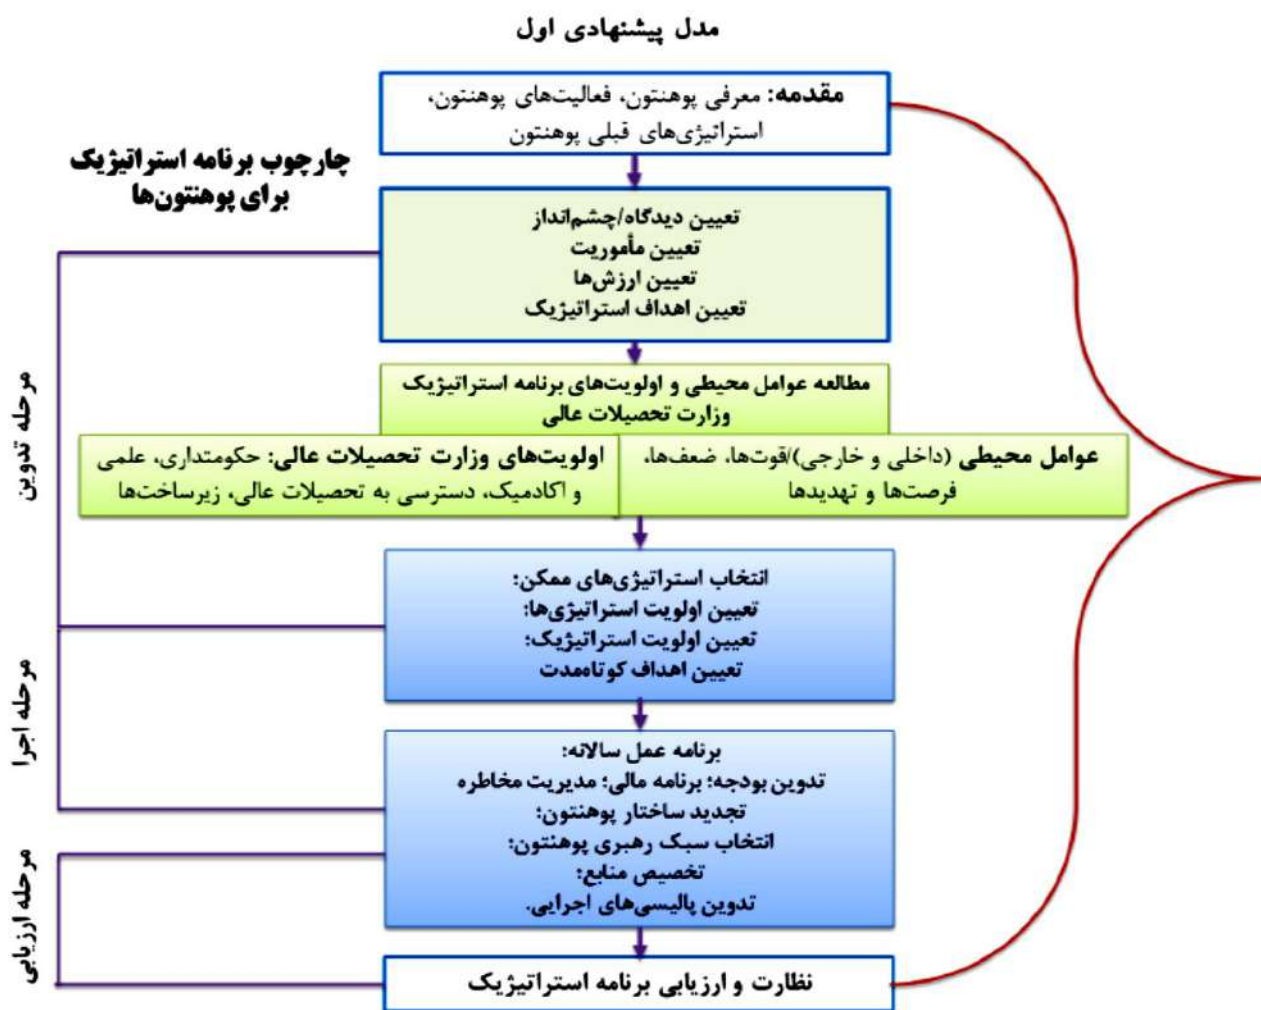 مدل پیشنهادی اول
مقدمه: معرفی پوهنتون، فعالیت‌های پوهنتون،
استراتیژی‌های قبلی پوهنتون
چارچوب برنامه استراتیژیک
برای پوهنتون‌ها
تعیین دیدگاه/چشم‌انداز
تعیین مأموریت
تعیین ارزش‌ها
تعیین اهداف استراتیژیک
مطالعه عوامل محیطی و اولویت‌های برنامه استراتیژیک
وزارت تحصیلات عالی
عوامل محیطی (داخلی و خارجی)/قوت‌ها، ضعف‌ها،
فرصت‌ها و تهدیدها
اولویت‌های وزارت تحصیلات عالی: حکومتداری، علمی
و اکادمیک، دسترسی به تحصیلات عالی، زیرساخت‌ها
مرحله تدوین
انتخاب استراتیژی‌های ممکن؛
تعیین اولویت استراتیژی‌ها؛
تعیین اولویت استراتیژیک؛
تعیین اهداف کوتاه‌مدت
مرحله اجرا
برنامه عمل سالانه:
تدوین بودجه؛ برنامه مالی؛ مدیریت مخاطره
تجدید ساختار پوهنتون؛
انتخاب سبک رهبری پوهنتون؛
تخصیص منابع؛
تدوین پالیسی‌های اجرایی.
مرحله ارزیابی
نظارت و ارزیابی برنامه استراتیژیک